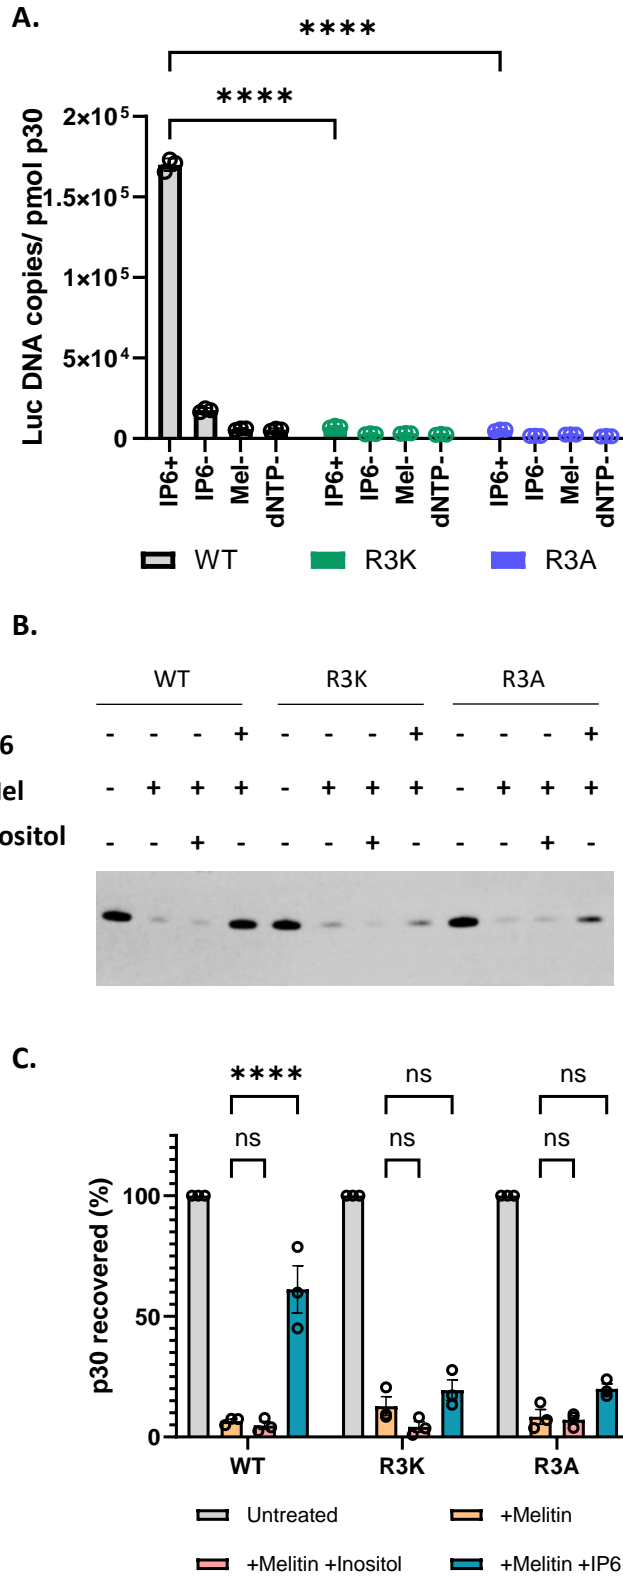 A.
****
****
Luc DNA copies/ pmol p30
2×10⁵
1.5×10⁵
1×10⁵
5×10⁴
0
IP6+ IP6- Mel- dNTP- IP6+ IP6- Mel- dNTP- IP6+ IP6- Mel- dNTP-
WT R3K R3A
B.
WT R3K R3A
6 - - - + - - - + - - - +
el - + + + - + + + - + + +
ositol - - + - - - + - - - + -
C.
**** ns ns
ns ns ns
p30 recovered (%)
100
50
0
WT R3K R3A
Untreated +Melitin
+Melitin +Inositol +Melitin +IP6